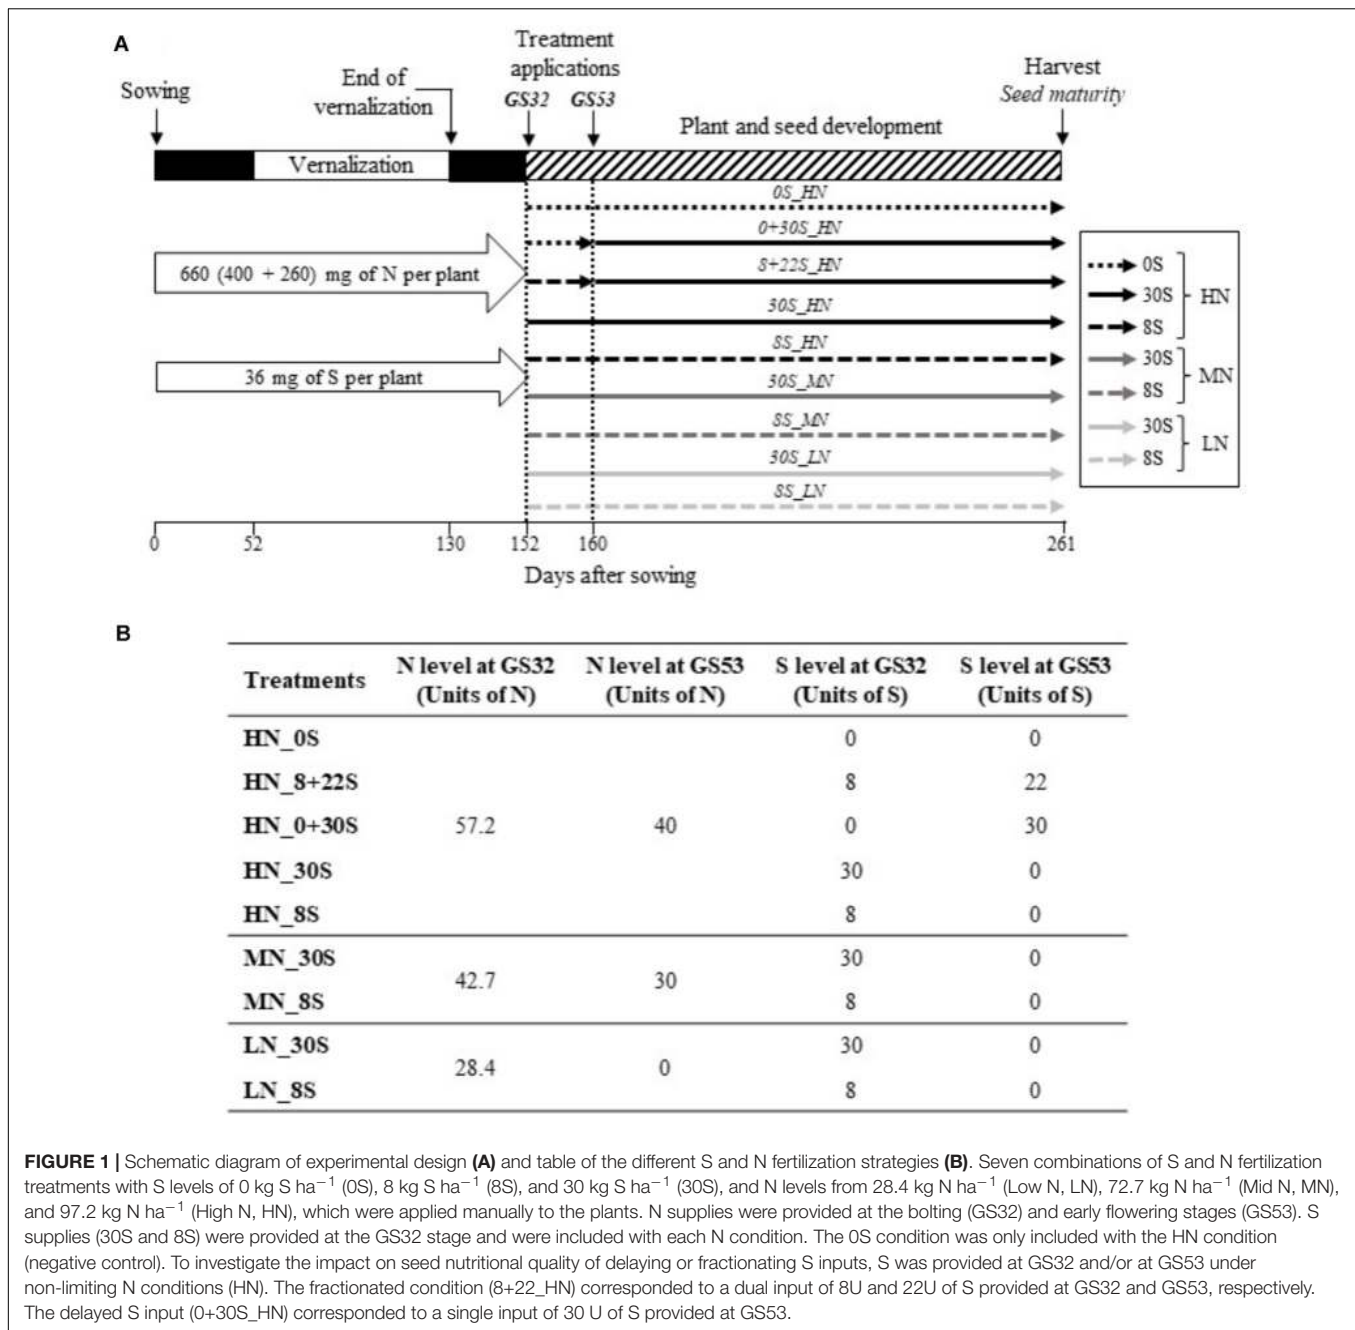 A
Treatment
applications
Sowing
End of
vernalization
GS32 GS53
Harvest
Seed maturity
Plant and seed development
Vernalization
0S_HN
0+30S_HN
660 (400 + 260) mg of N per plant
8+22S_HN
30S_HN
8S_HN
36 mg of S per plant
30S_MN
8S_MN
30S_LN
8S_LN
0S
30S
8S
HN
30S
8S
MN
30S
8S
LN
0 52 130 152 160 261
Days after sowing
B
Treatments N level at GS32 (Units of N) N level at GS53 (Units of N) S level at GS32 (Units of S) S level at GS53 (Units of S)
HN_0S 0 0
HN_8+22S 8 22
HN_0+30S 57.2 40 0 30
HN_30S 30 0
HN_8S 8 0
MN_30S 30 0
42.7 30
MN_8S 8 0
LN_30S 30 0
28.4 0
LN_8S 8 0
FIGURE 1 | Schematic diagram of experimental design (A) and table of the different S and N fertilization strategies (B). Seven combinations of S and N fertilization
treatments with S levels of 0 kg S ha⁻¹ (0S), 8 kg S ha⁻¹ (8S), and 30 kg S ha⁻¹ (30S), and N levels from 28.4 kg N ha⁻¹ (Low N, LN), 72.7 kg N ha⁻¹ (Mid N, MN),
and 97.2 kg N ha⁻¹ (High N, HN), which were applied manually to the plants. N supplies were provided at the bolting (GS32) and early flowering stages (GS53). S
supplies (30S and 8S) were provided at the GS32 stage and were included with each N condition. The 0S condition was only included with the HN condition
(negative control). To investigate the impact on seed nutritional quality of delaying or fractionating S inputs, S was provided at GS32 and/or at GS53 under
non-limiting N conditions (HN). The fractionated condition (8+22_HN) corresponded to a dual input of 8U and 22U of S provided at GS32 and GS53, respectively.
The delayed S input (0+30S_HN) corresponded to a single input of 30 U of S provided at GS53.